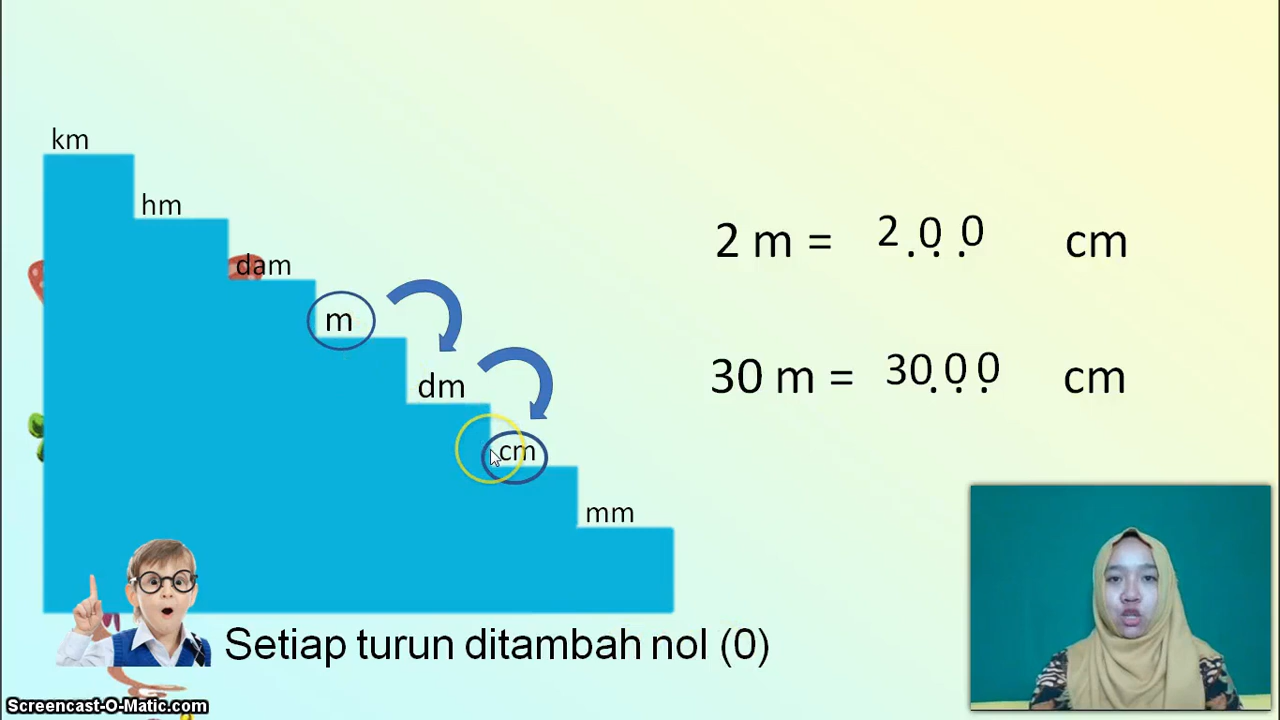 km
hm
dam
m
dm
cm
mm
2 m = 2 0 0 cm
30 m = 30 0 0 cm
Setiap turun ditambah nol (0)
Screencast-O-Matic.com